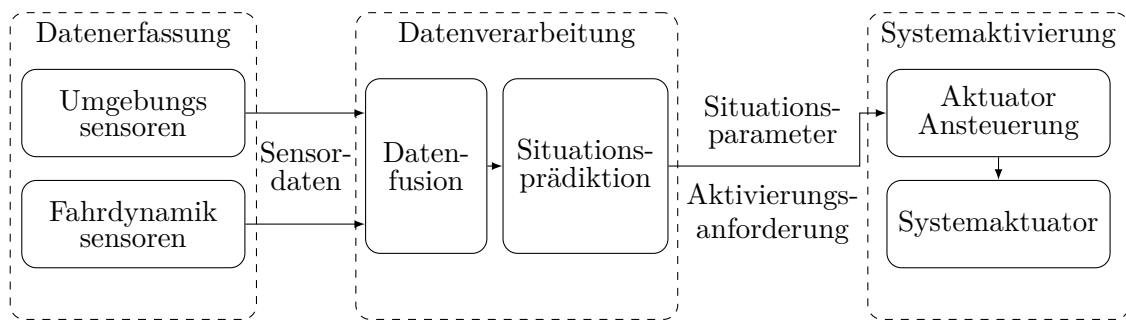 Datenerfassung
Umgebungs
sensoren
Fahrdynamik
sensoren
Sensor-
daten
Datenverarbeitung
Daten-
fusion
Situations-
prädiktion
Situations-
parameter
Aktivierungs-
anforderung
Systemaktivierung
Aktuator
Ansteuerung
Systemaktuator